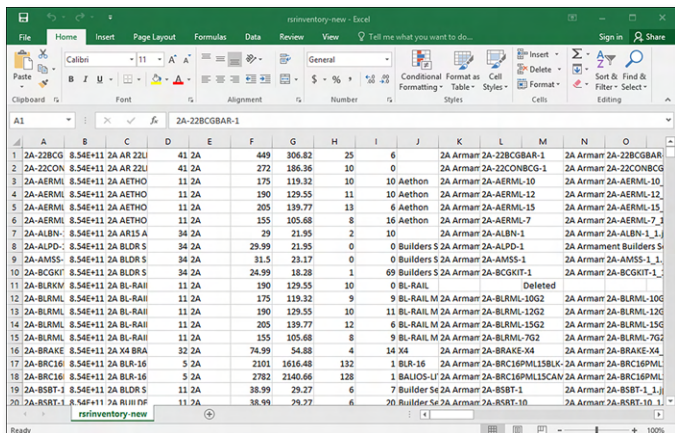 rsrinventory-new - Excel
File Home Insert Page Layout Formulas Data Review View Tell me what you want to do... Sign in Share
Calibri 11 General Insert
Paste B I U $ % , Conditional Format as Cell Delete Sort & Find &
Formatting Table Styles Format Filter Select
Clipboard Font Alignment Number Styles Cells Editing
A1 fx 2A-22BCGBAR-1
A B C D E F G H I J K L M N O
1 2A-22BCG 8.54E+11 2A AR 22LI 41 2A 449 306.82 25 6 2A Armam 2A-22BCGBAR-1 2A Armam 2A-22BCGBAR-
2 2A-22CON 8.54E+11 2A AR 22LI 41 2A 272 186.36 10 0 2A Armam 2A-22CONBCG-1 2A Armam 2A-22CONBCG
3 2A-AERML 8.54E+11 2A AETHO 11 2A 175 119.32 10 10 Aethon 2A Armam 2A-AERML-10 2A Armam 2A-AERML-10_
4 2A-AERML 8.54E+11 2A AETHO 11 2A 190 129.55 11 10 Aethon 2A Armam 2A-AERML-12 2A Armam 2A-AERML-12_
5 2A-AERML 8.54E+11 2A AETHO 11 2A 205 139.77 13 6 Aethon 2A Armam 2A-AERML-15 2A Armam 2A-AERML-15_
6 2A-AERML 8.54E+11 2A AETHO 11 2A 155 105.68 8 16 Aethon 2A Armam 2A-AERML-7 2A Armam 2A-AERML-7_1
7 2A-ALBN- 8.54E+11 2A AR15 A 34 2A 29 21.95 2 10 2A Armam 2A-ALBN-1 2A Armam 2A-ALBN-1_1.j
8 2A-ALPD- 8.54E+11 2A BLDR S 34 2A 29.99 21.95 0 0 Builders S 2A-ALPD-1 2A Armament Builders Se
9 2A-AMSS- 8.54E+11 2A BLDR S 34 2A 31.5 23.17 0 0 Builders S 2A Armam 2A-AMSS-1 2A Armam 2A-AMSS-1_1.
10 2A-BCGKIT 8.54E+11 2A BLDR S 34 2A 24.99 18.28 1 69 Builders S 2A Armam 2A-BCGKIT-1 2A Armam 2A-BCGKIT-1_
11 2A-BLRKM 8.54E+11 2A BL-RAII 11 2A 190 129.55 10 0 BL-RAIL Deleted
12 2A-BLRML 8.54E+11 2A BL-RAII 11 2A 175 119.32 9 9 BL-RAIL M 2A Armam 2A-BLRML-10G2 2A Armam 2A-BLRML-10G
13 2A-BLRML 8.54E+11 2A BL-RAII 11 2A 190 129.55 10 11 BL-RAIL M 2A Armam 2A-BLRML-12G2 2A Armam 2A-BLRML-12G
14 2A-BLRML 8.54E+11 2A BL-RAII 11 2A 205 139.77 12 6 BL-RAIL M 2A Armam 2A-BLRML-15G2 2A Armam 2A-BLRML-15G
15 2A-BLRML 8.54E+11 2A BL-RAII 11 2A 155 105.68 8 9 BL-RAIL M 2A Armam 2A-BLRML-7G2 2A Armam 2A-BLRML-7G2
16 2A-BRAKE 8.54E+11 2A X4 BRA 32 2A 74.99 54.88 4 14 X4 2A Armam 2A-BRAKE-X4 2A Armam 2A-BRAKE-X4_
17 2A-BRC16 8.54E+11 2A BLR-16 5 2A 2101 1616.48 132 1 BLR-16 2A Armam 2A-BRC16PML15BLK- 2A Armam 2A-BRC16PML
18 2A-BRC16 8.54E+11 2A BLR-16 5 2A 2782 2140.66 128 1 BALIOS-LI 2A Armam 2A-BRC16PML15CAM 2A Armam 2A-BRC16PML
19 2A-BSBT-1 8.54E+11 2A BLDR S 11 2A 38.99 29.27 6 7 Builder Se 2A Armam 2A-BSBT-1 2A Armam 2A-BSBT-1_1.j
20 2A-BSBT-1 8.54E+11 2A BUILDE 11 2A 38.99 29.27 6 20 Builder Se 2A Armam 2A-BSBT-10 2A Armam 2A-BSBT-10_1.
rsrinventory-new
Ready 100%